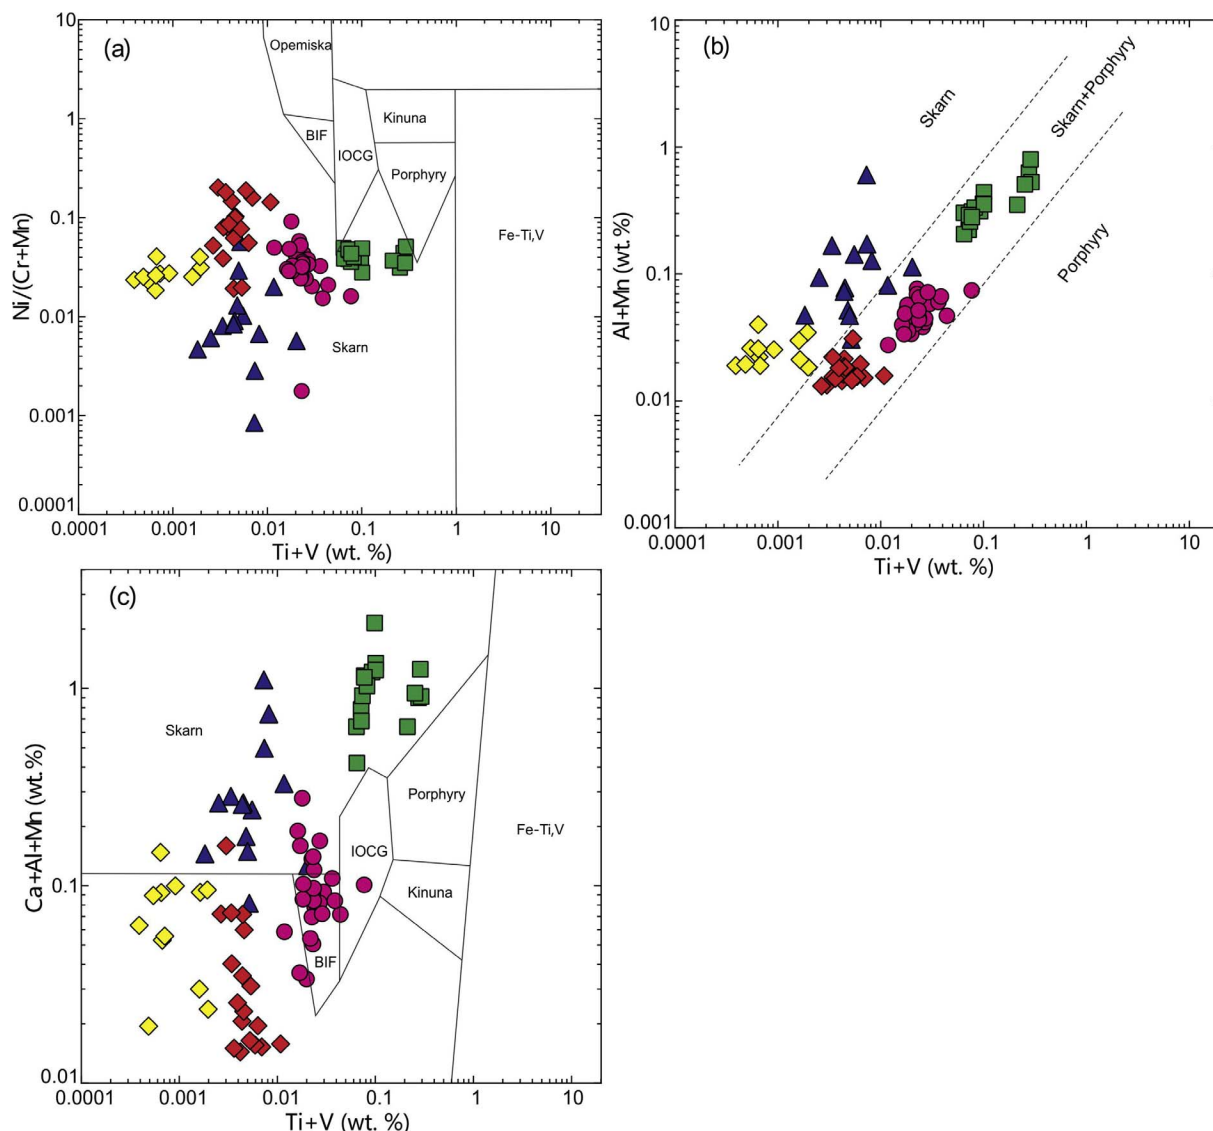 (a)
10
1
0.1
0.01
0.001
0.0001
Ni/(Cr+Mn)
Opemiska
BIF
Kinuna
IOCG
Porphyry
Fe-Ti,V
Skarn
0.0001
0.001
0.01
0.1
1
10
Ti+V (wt. %)
(b)
10
1
0.1
0.01
0.001
Al+Mn (wt.%)
Skarn
Skarn+Porphyry
Porphyry
0.0001
0.001
0.01
0.1
1
10
Ti+V (wt. %)
(c)
1
0.1
0.01
Ca+Al+Mn (wt.%)
Skarn
Porphyry
Fe-Ti,V
IOCG
Kinuna
BIF
0.0001
0.001
0.01
0.1
1
10
Ti+V (wt. %)